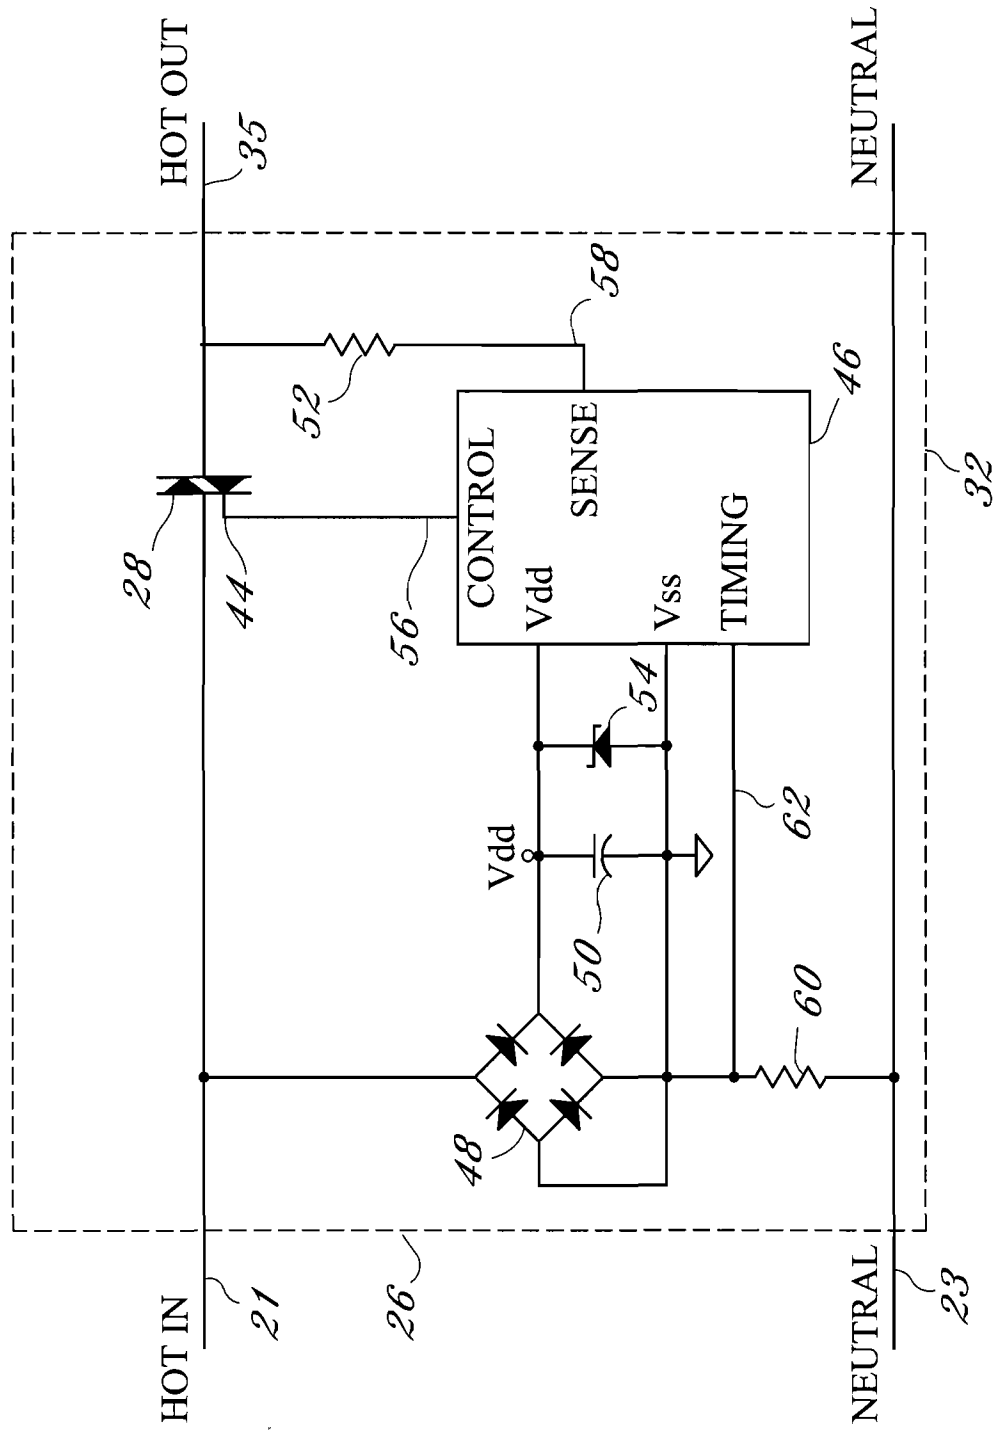 HOT IN
HOT OUT
21
35
26
28
44
52
56
58
48
Vdd
CONTROL
Vdd
SENSE
Vss
TIMING
50
54
46
60
62
32
NEUTRAL
NEUTRAL
23